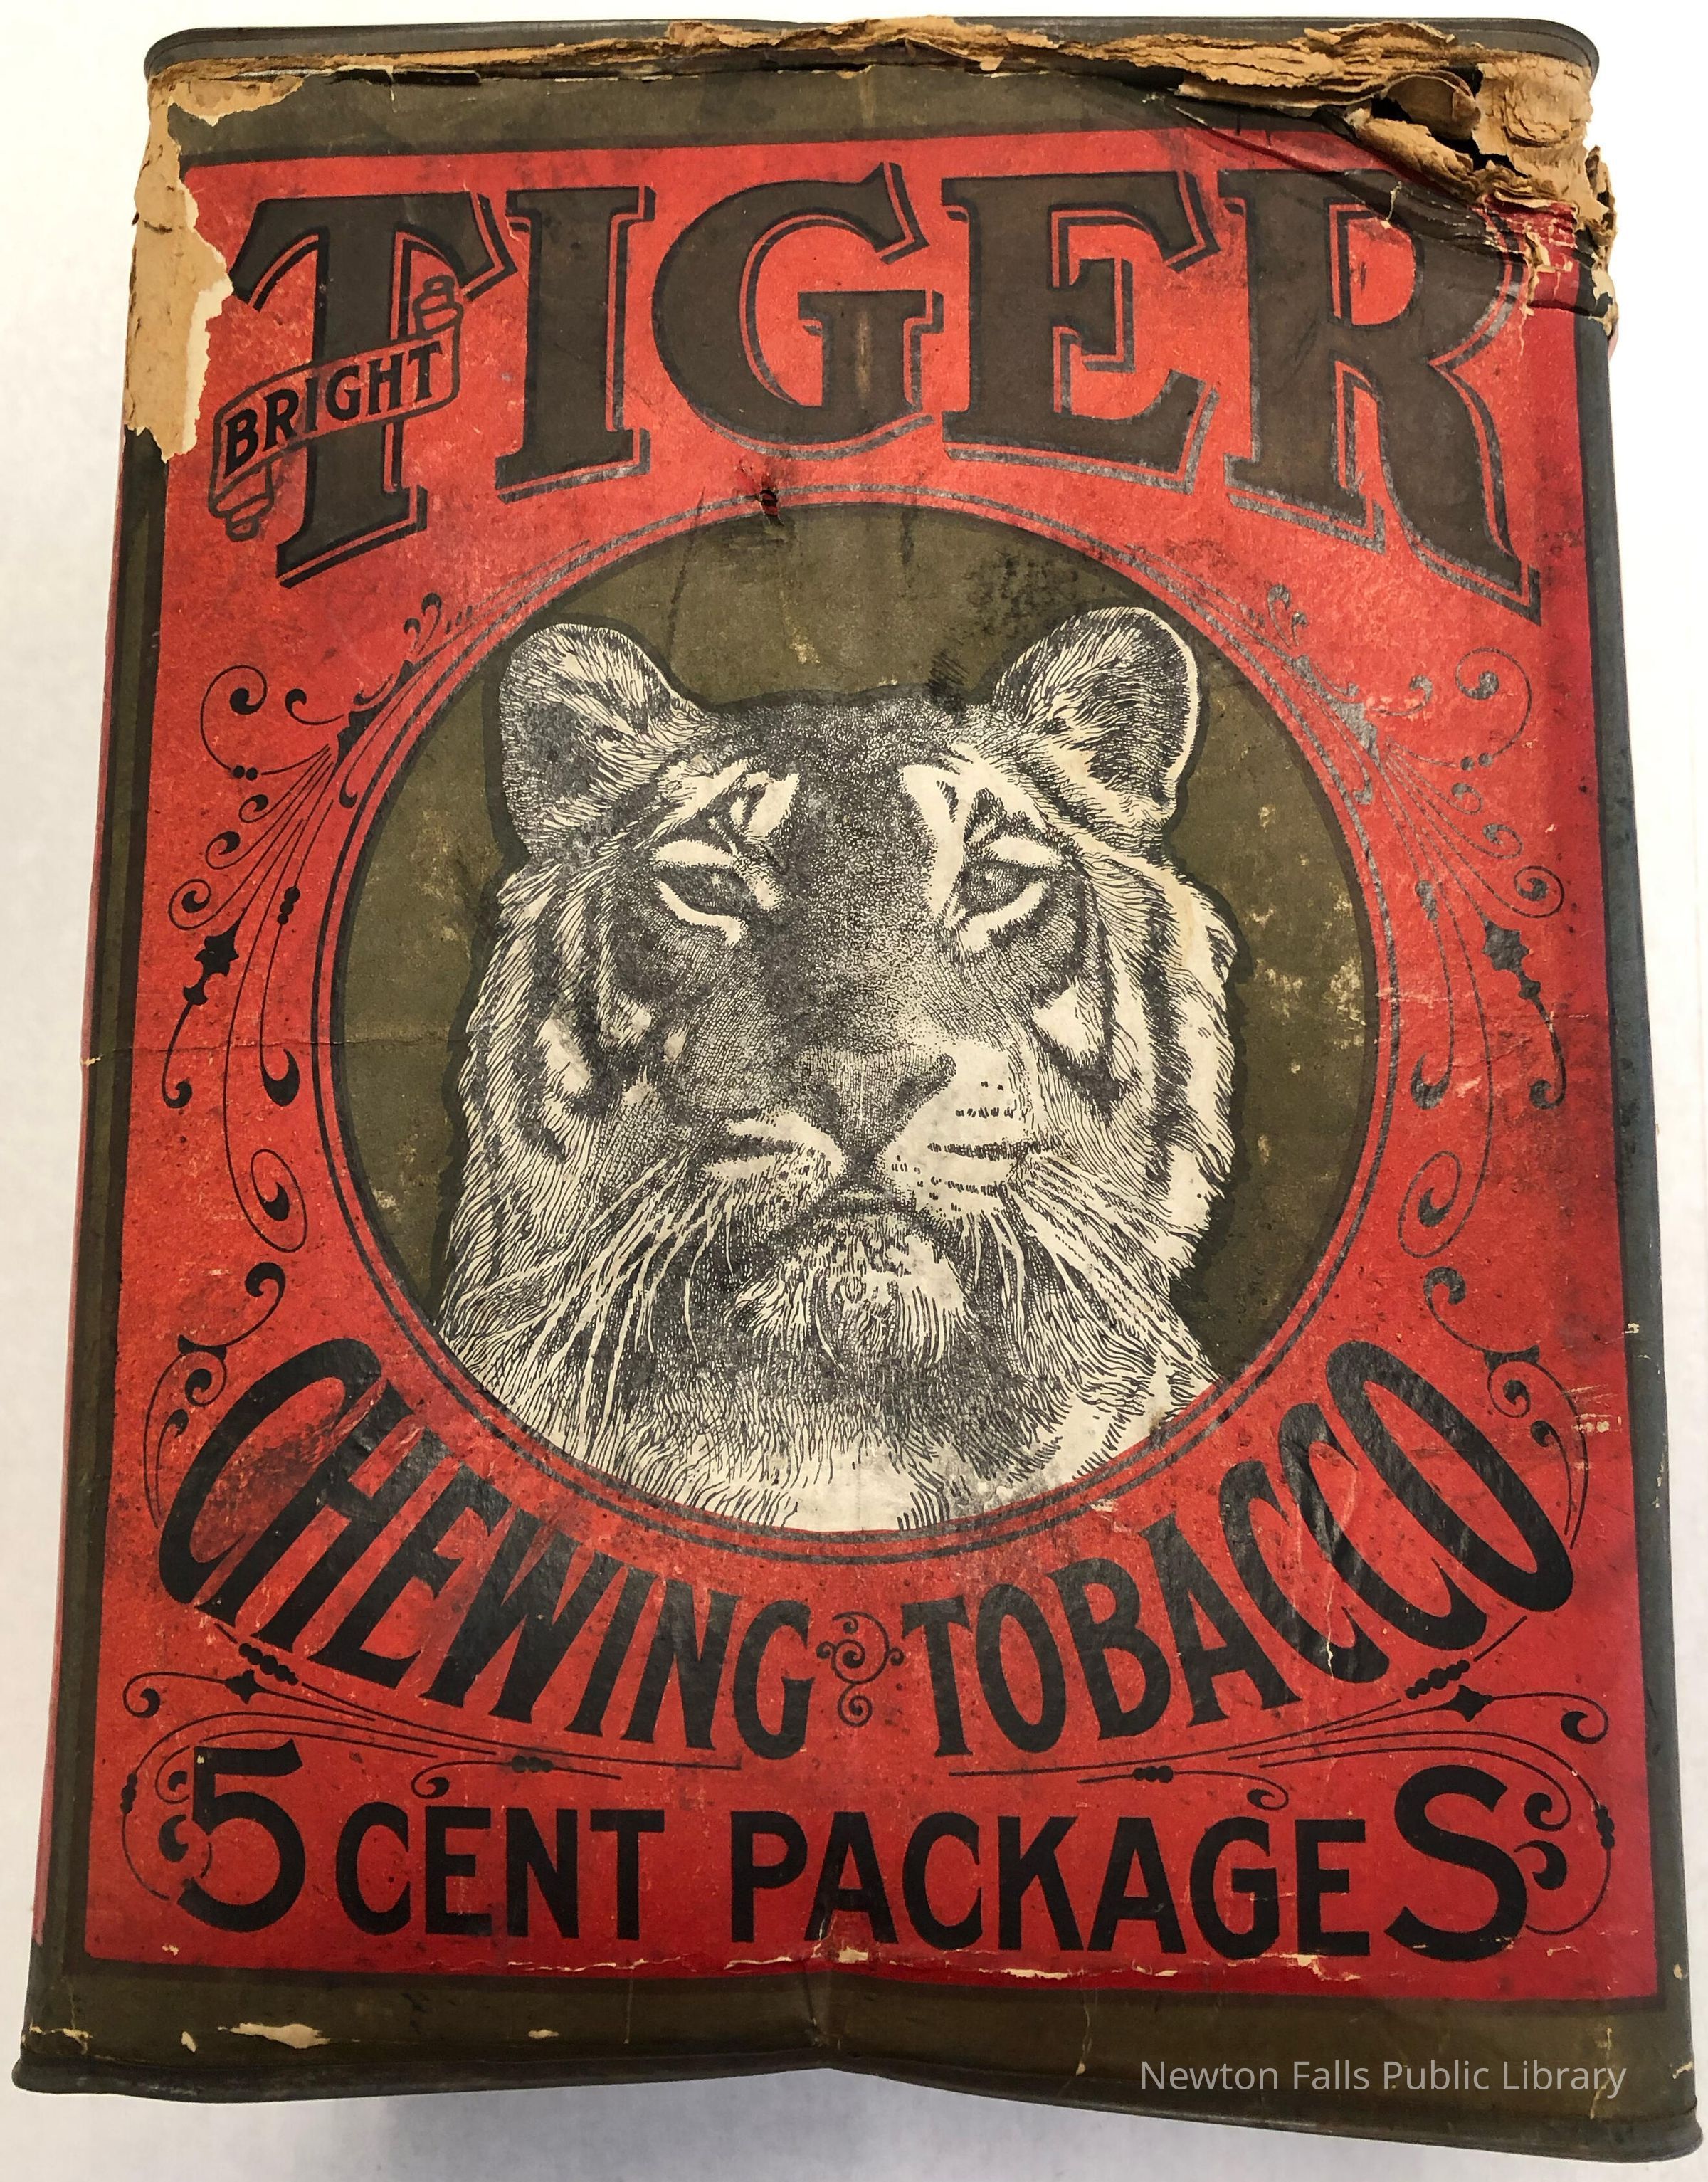 TIGER
BRIGHT
CHEWING TOBACCO
5 CENT PACKAGES
Newton Falls Public Library